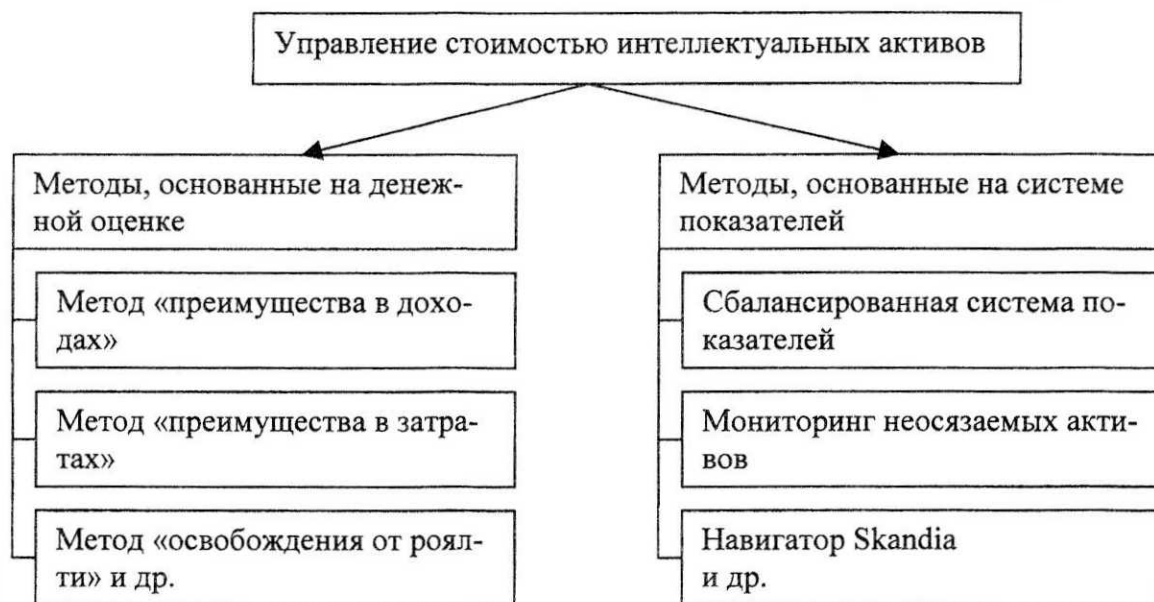 Управление стоимостью интеллектуальных активов
Методы, основанные на денеж-
ной оценке
Метод «преимущества в дохо-
дах»
Метод «преимущества в затра-
тах»
Метод «освобождения от роял-
ти» и др.
Методы, основанные на системе
показателей
Сбалансированная система по-
казателей
Мониторинг неосязаемых акти-
вов
Навигатор Skandia
и др.